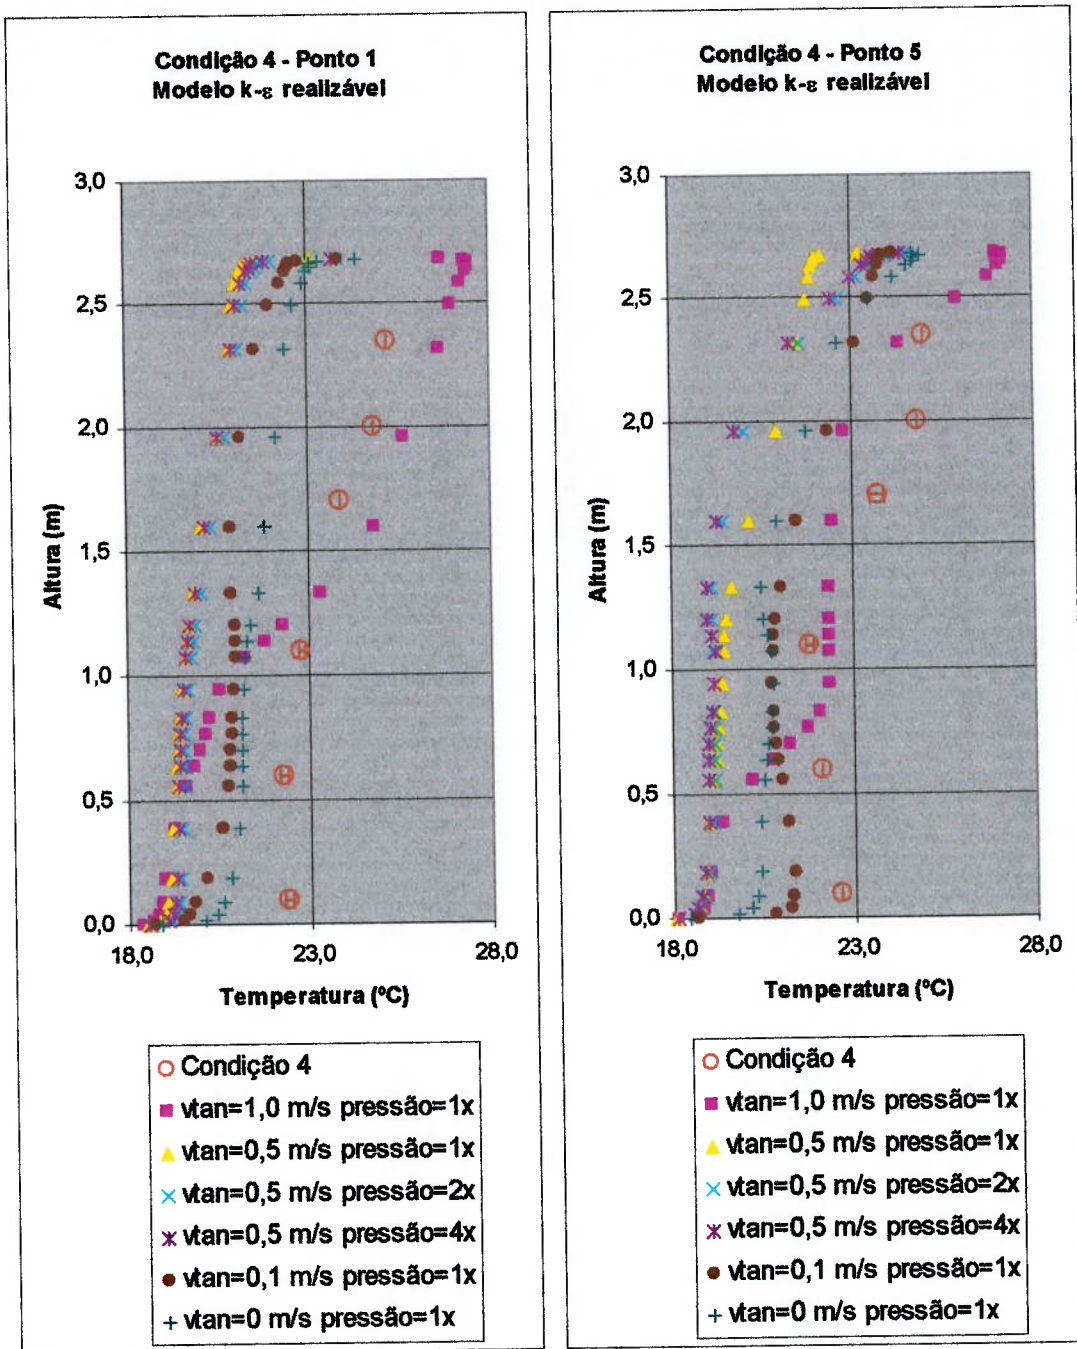 Condição 4 - Ponto 1
Modelo k-ε realizável
3,0
2,5
2,0
1,5
1,0
0,5
0,0
Altura (m)
18,0
23,0
28,0
Temperatura (ºC)
Condição 4
vtan=1,0 m/s pressão=1x
vtan=0,5 m/s pressão=1x
vtan=0,5 m/s pressão=2x
vtan=0,5 m/s pressão=4x
vtan=0,1 m/s pressão=1x
vtan=0 m/s pressão=1x
Condição 4 - Ponto 5
Modelo k-ε realizável
3,0
2,5
2,0
1,5
1,0
0,5
0,0
Altura (m)
18,0
23,0
28,0
Temperatura (ºC)
Condição 4
vtan=1,0 m/s pressão=1x
vtan=0,5 m/s pressão=1x
vtan=0,5 m/s pressão=2x
vtan=0,5 m/s pressão=4x
vtan=0,1 m/s pressão=1x
vtan=0 m/s pressão=1x